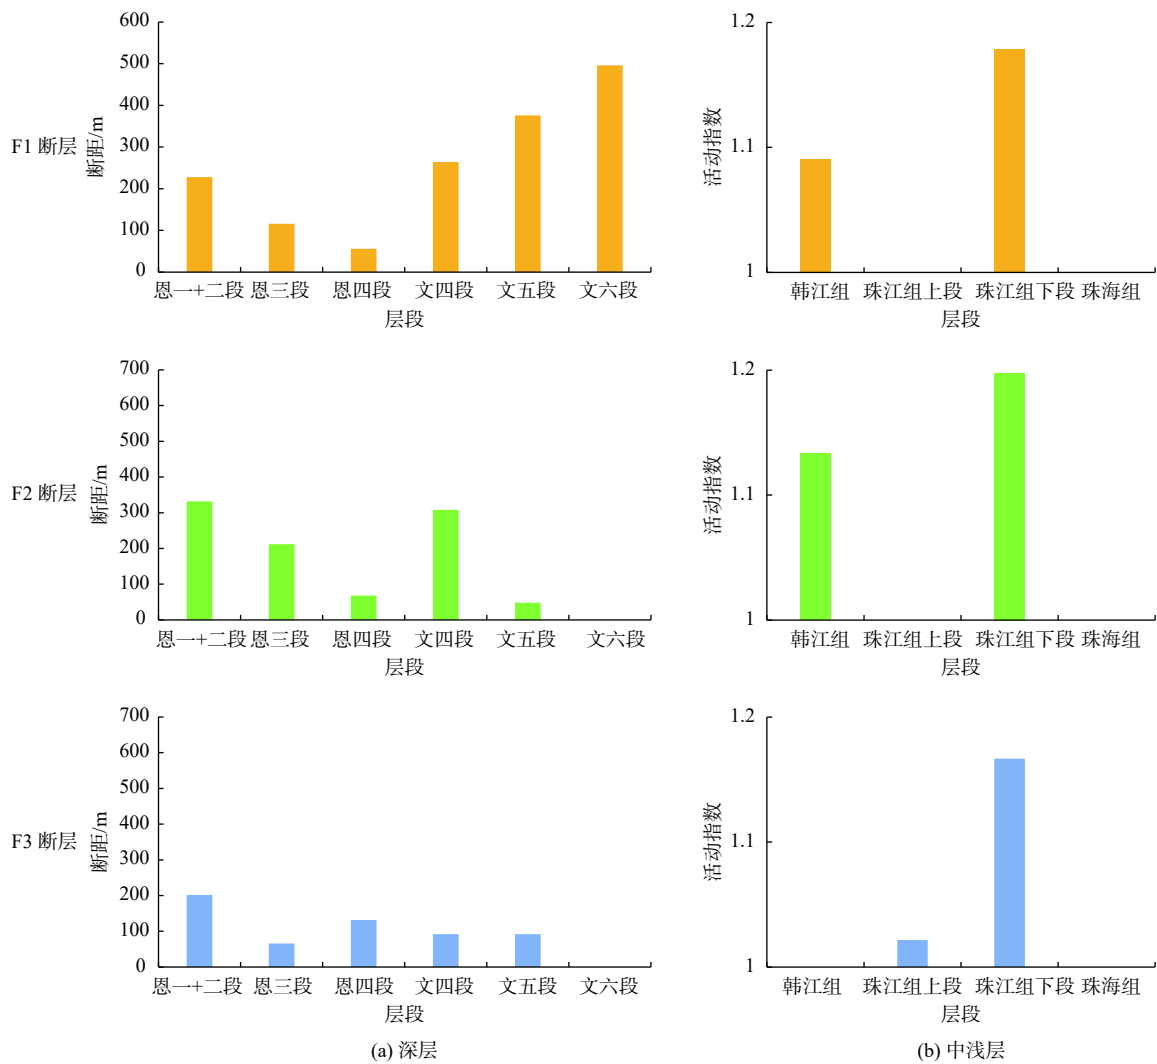 F1 断层
断距/m
600
500
400
300
200
100
0
恩一+二段 恩三段 恩四段 文四段 文五段 文六段
层段
活动指数
1.2
1.1
1
韩江组 珠江组上段 珠江组下段 珠海组
层段
F2 断层
断距/m
700
600
500
400
300
200
100
0
恩一+二段 恩三段 恩四段 文四段 文五段 文六段
层段
活动指数
1.2
1.1
1
韩江组 珠江组上段 珠江组下段 珠海组
层段
F3 断层
断距/m
700
600
500
400
300
200
100
0
恩一+二段 恩三段 恩四段 文四段 文五段 文六段
层段
活动指数
1.2
1.1
1
韩江组 珠江组上段 珠江组下段 珠海组
层段
(a) 深层
(b) 中浅层